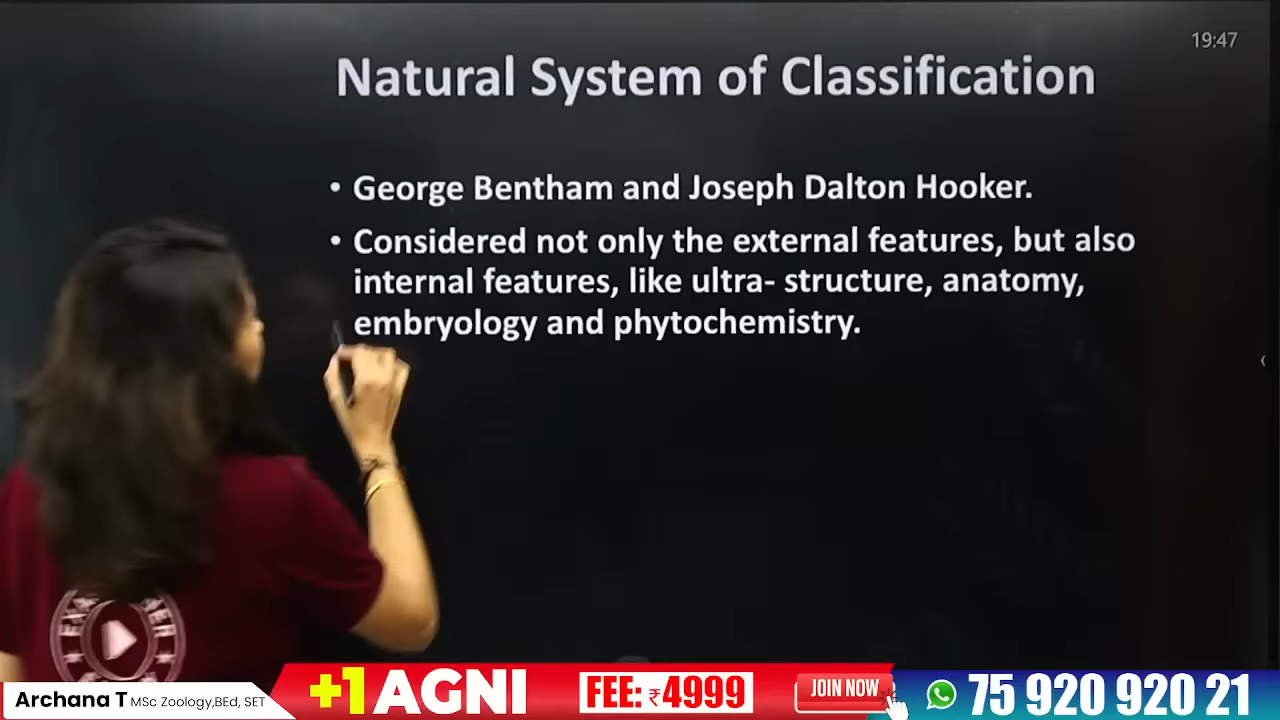 19:47
Natural System of Classification
• George Bentham and Joseph Dalton Hooker.
• Considered not only the external features, but also
internal features, like ultra- structure, anatomy,
embryology and phytochemistry.
Archana T MSc Zoology,BEd, SET
+1 AGNI
FEE: ₹4999
JOIN NOW
75 920 920 21